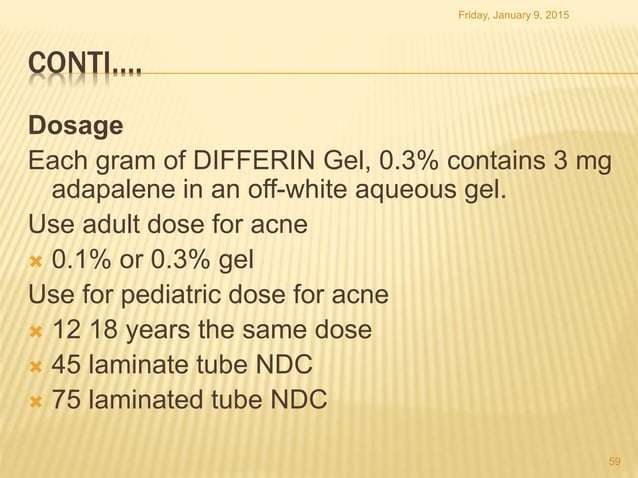 Friday, January 9, 2015
CONTI....
Dosage
Each gram of DIFFERIN Gel, 0.3% contains 3 mg
adapalene in an off-white aqueous gel.
Use adult dose for acne
0.1% or 0.3% gel
Use for pediatric dose for acne
12 18 years the same dose
45 laminate tube NDC
75 laminated tube NDC
59